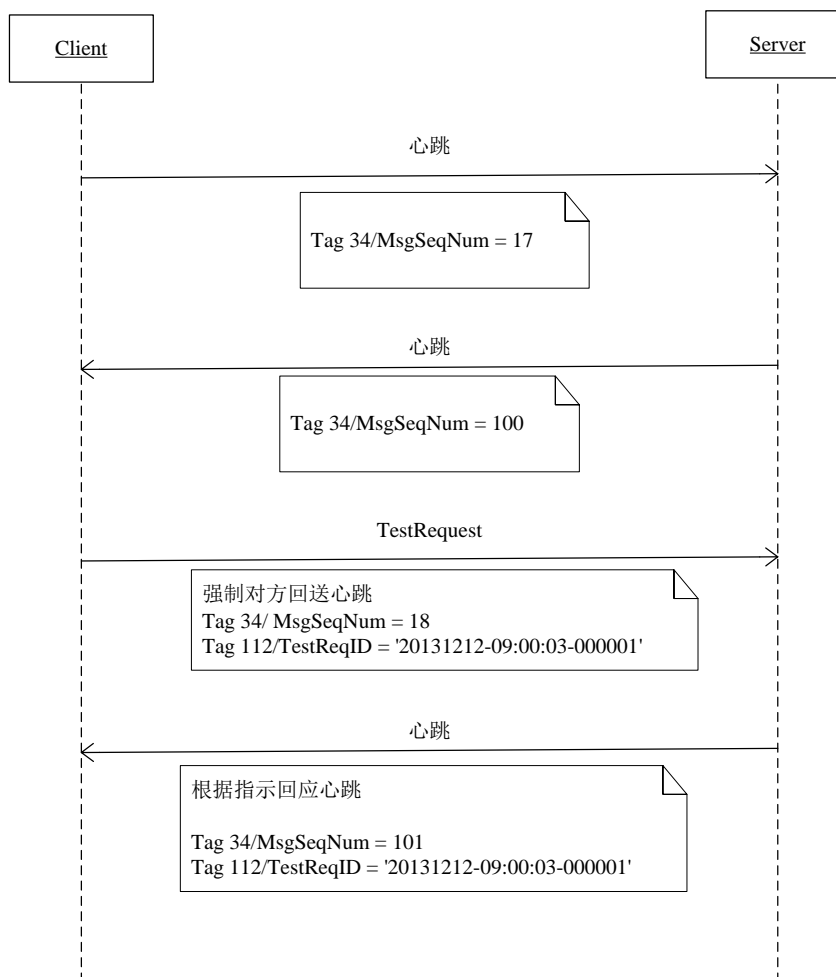 Client
Server
心跳
Tag 34/MsgSeqNum = 17
心跳
Tag 34/MsgSeqNum = 100
TestRequest
强制对方回送心跳
Tag 34/ MsgSeqNum = 18
Tag 112/TestReqID = '20131212-09:00:03-000001'
心跳
根据指示回应心跳
Tag 34/MsgSeqNum = 101
Tag 112/TestReqID = '20131212-09:00:03-000001'